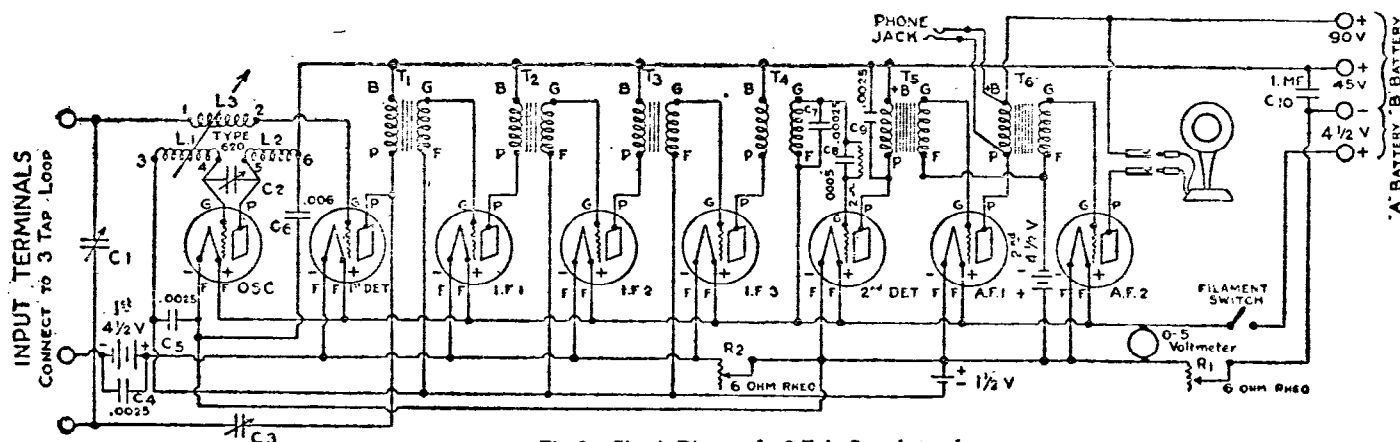 INPUT TERMINALS
CONNECT TO 3 TAP LOOP
C1
1st
4½ V
- +
C4
.0025
.0025
C5
C3
1 L3 2
3 L1 TYPE 620 L2 6
4 5
C2
.006
C6
G P
- +
F F OSC
G P
F F 1st DET
T1
B G
P F
G P
- +
F F I.F.1
T2
B G
P F
G P
- +
F F I.F.2
T3
B G
P F
G P
- +
F F I.F.3
T4
B G
P F
C7
.00025
C8
.0005
C9
2 Ω
.0025
G P
- +
F F 2nd DET
T5
+B G
P F
G P
- +
F F A.F.1
PHONE
JACK
T6
+B G
P F
2nd
4½ V
-
+
G P
- +
F F A.F.2
R2
6 OHM RHEO
+
- 1½ V
0-5
Voltmeter
R1
6 OHM RHEO
FILAMENT
SWITCH
1. MF
C10
+
90 V
+
45 V
-
4½ V
+
"B" BATTERY
"A" BATTERY